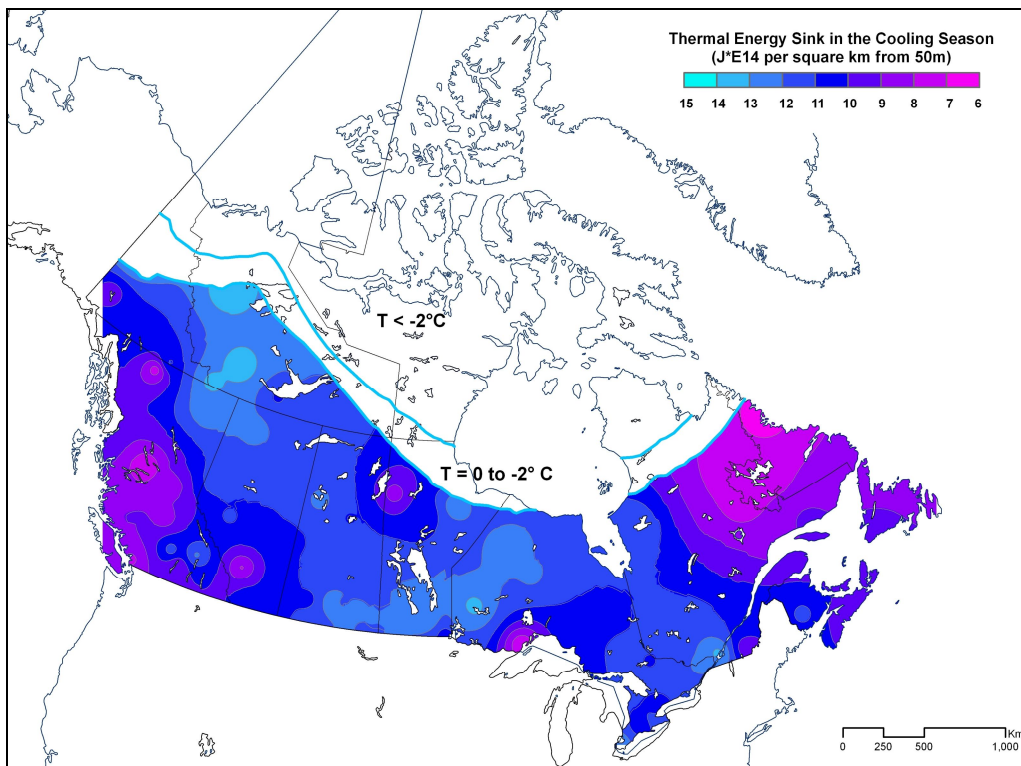 Thermal Energy Sink in the Cooling Season
(J*E14 per square km from 50m)
15 14 13 12 11 10 9 8 7 6
T < -2°C
T = 0 to -2° C
Km
0 250 500 1,000